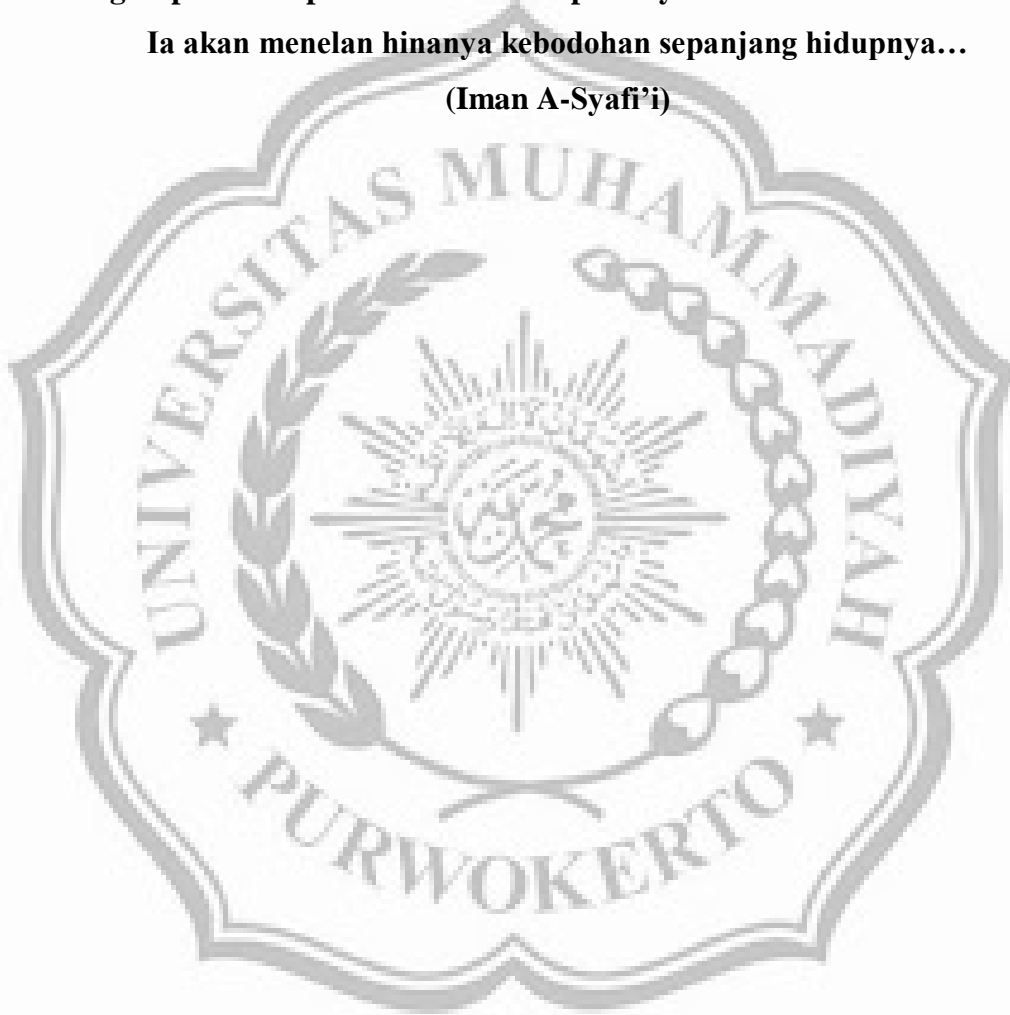 Ia akan menelan hinanya kebodohan sepanjang hidupnya…
(Iman A-Syafi’i)
UNIVERSITAS MUHAMMADIYAH
PURWOKERTO